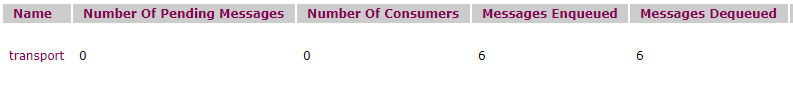 Name Number Of Pending Messages Number Of Consumers Messages Enqueued Messages Dequeued
transport 0 0 6 6